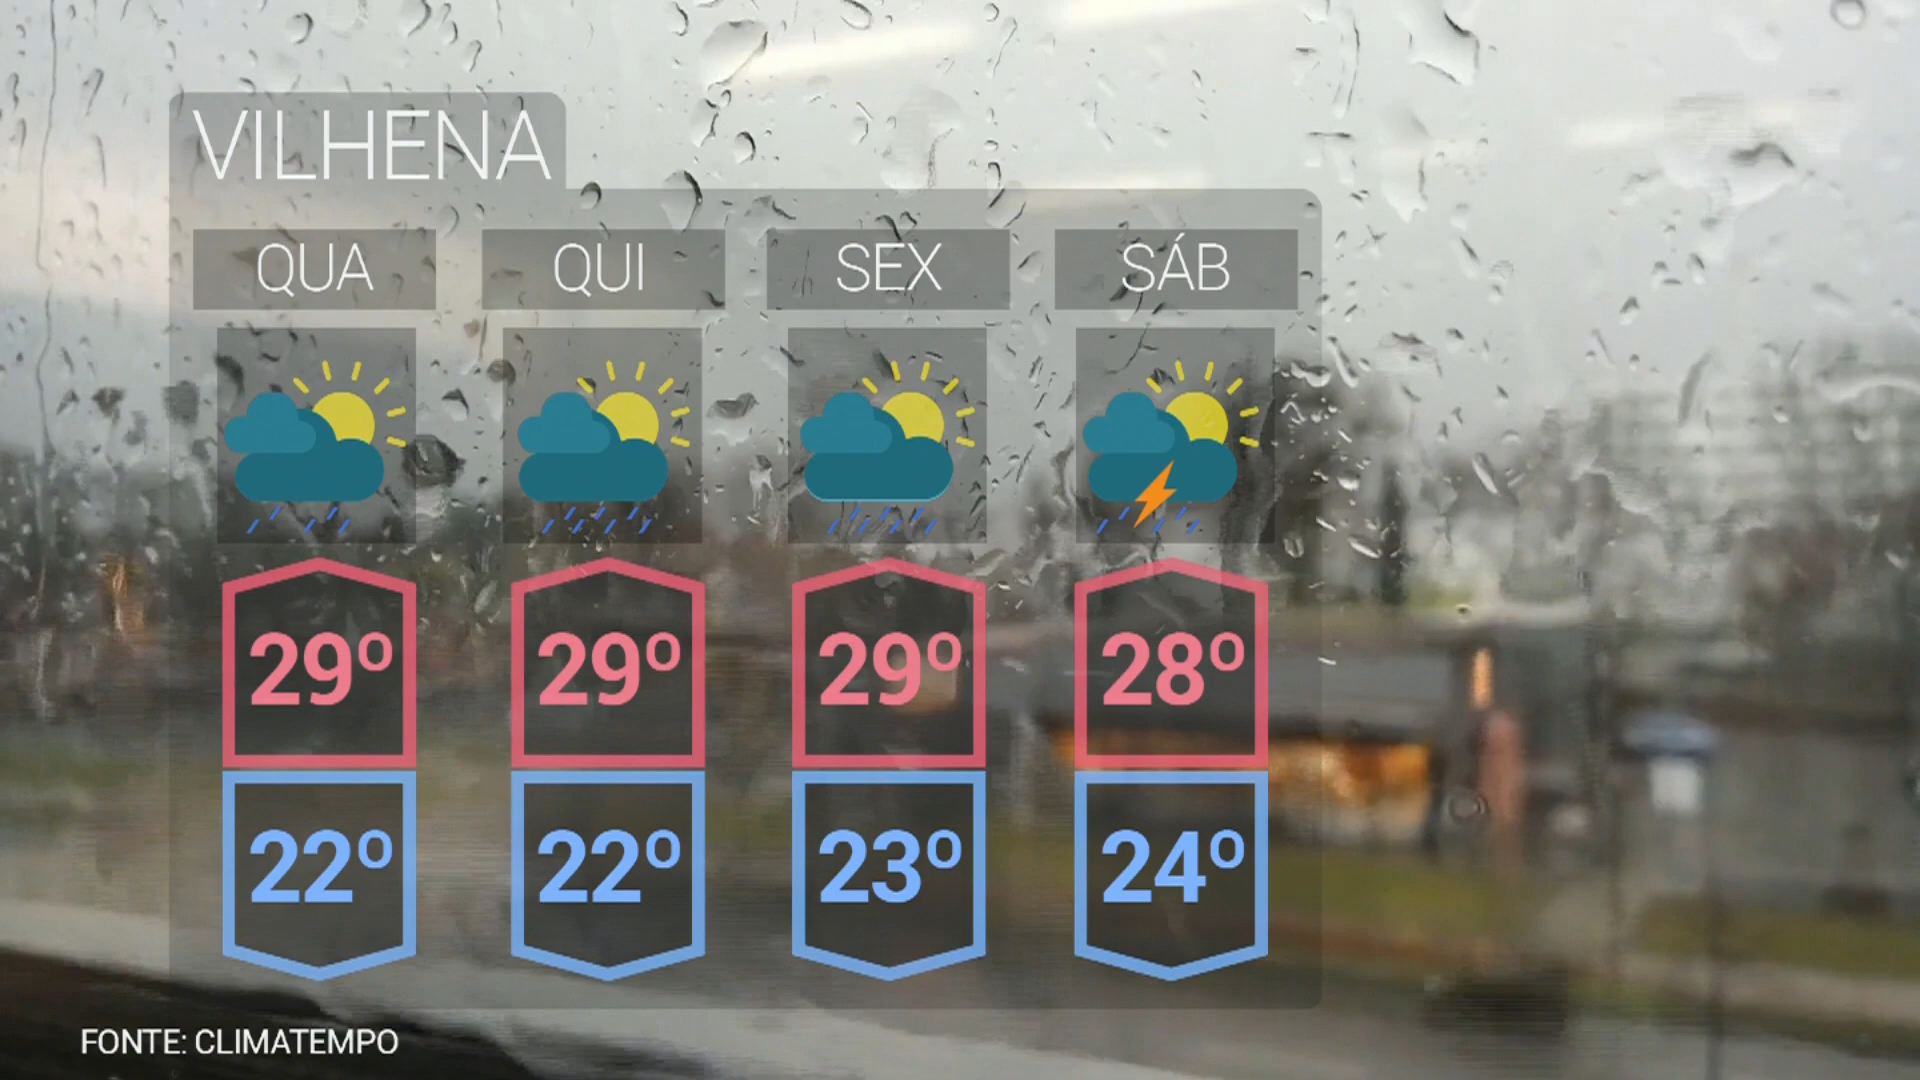 VILHENA
QUA QUI SEX SÁB
29º 29º 29º 28º
22º 22º 23º 24º
FONTE: CLIMATEMPO